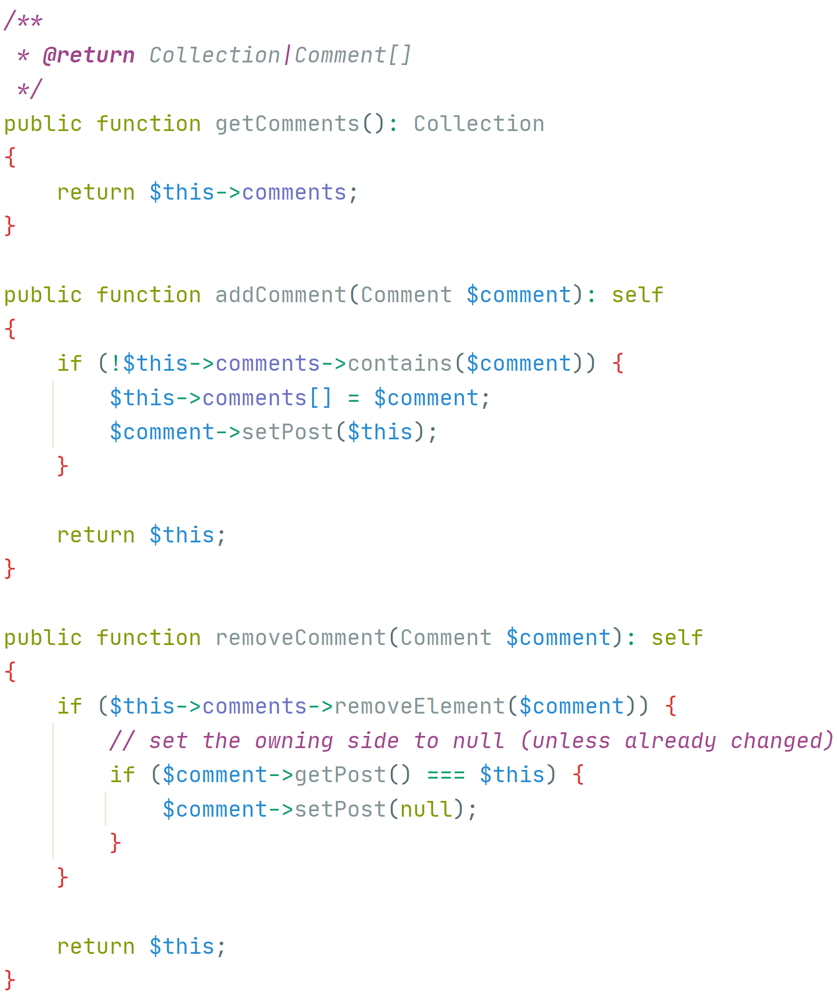 /**
 * @return Collection|Comment[]
 */
public function getComments(): Collection
{
    return $this->comments;
}

public function addComment(Comment $comment): self
{
    if (!$this->comments->contains($comment)) {
        $this->comments[] = $comment;
        $comment->setPost($this);
    }

    return $this;
}

public function removeComment(Comment $comment): self
{
    if ($this->comments->removeElement($comment)) {
        // set the owning side to null (unless already changed)
        if ($comment->getPost() === $this) {
            $comment->setPost(null);
        }
    }

    return $this;
}